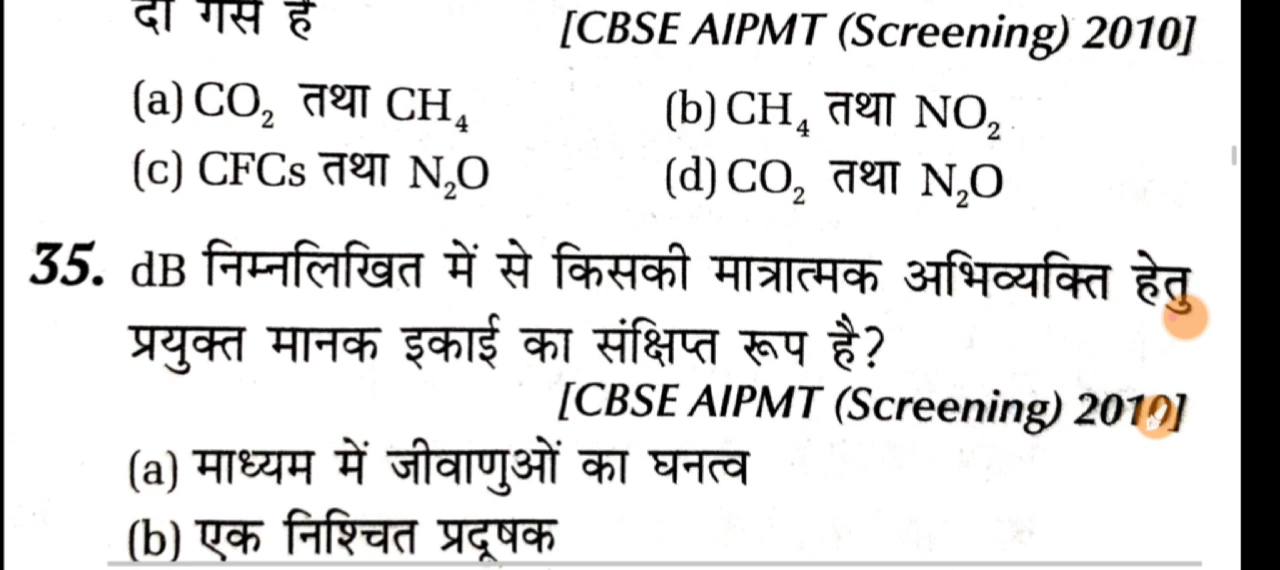 दो गैसें हैं
[CBSE AIPMT (Screening) 2010]
(a) CO₂ तथा CH₄ (b) CH₄ तथा NO₂
(c) CFCs तथा N₂O (d) CO₂ तथा N₂O
35. dB निम्नलिखित में से किसकी मात्रात्मक अभिव्यक्ति हेतु
प्रयुक्त मानक इकाई का संक्षिप्त रूप है?
[CBSE AIPMT (Screening) 2010]
(a) माध्यम में जीवाणुओं का घनत्व
(b) एक निश्चित प्रदूषक